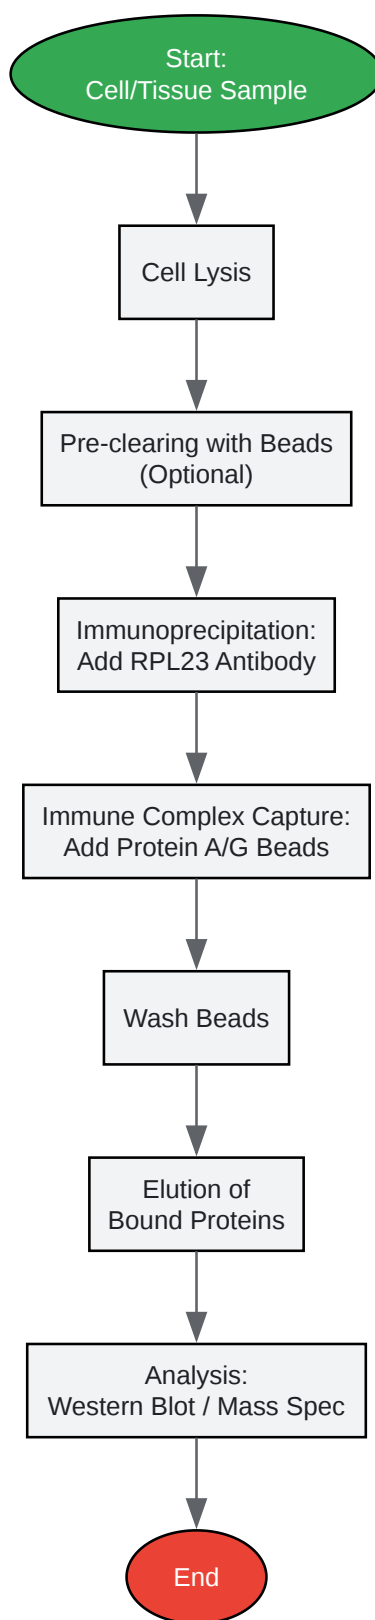 Start:
Cell/Tissue Sample
Cell Lysis
Pre-clearing with Beads
(Optional)
Immunoprecipitation:
Add RPL23 Antibody
Immune Complex Capture:
Add Protein A/G Beads
Wash Beads
Elution of
Bound Proteins
Analysis:
Western Blot / Mass Spec
End